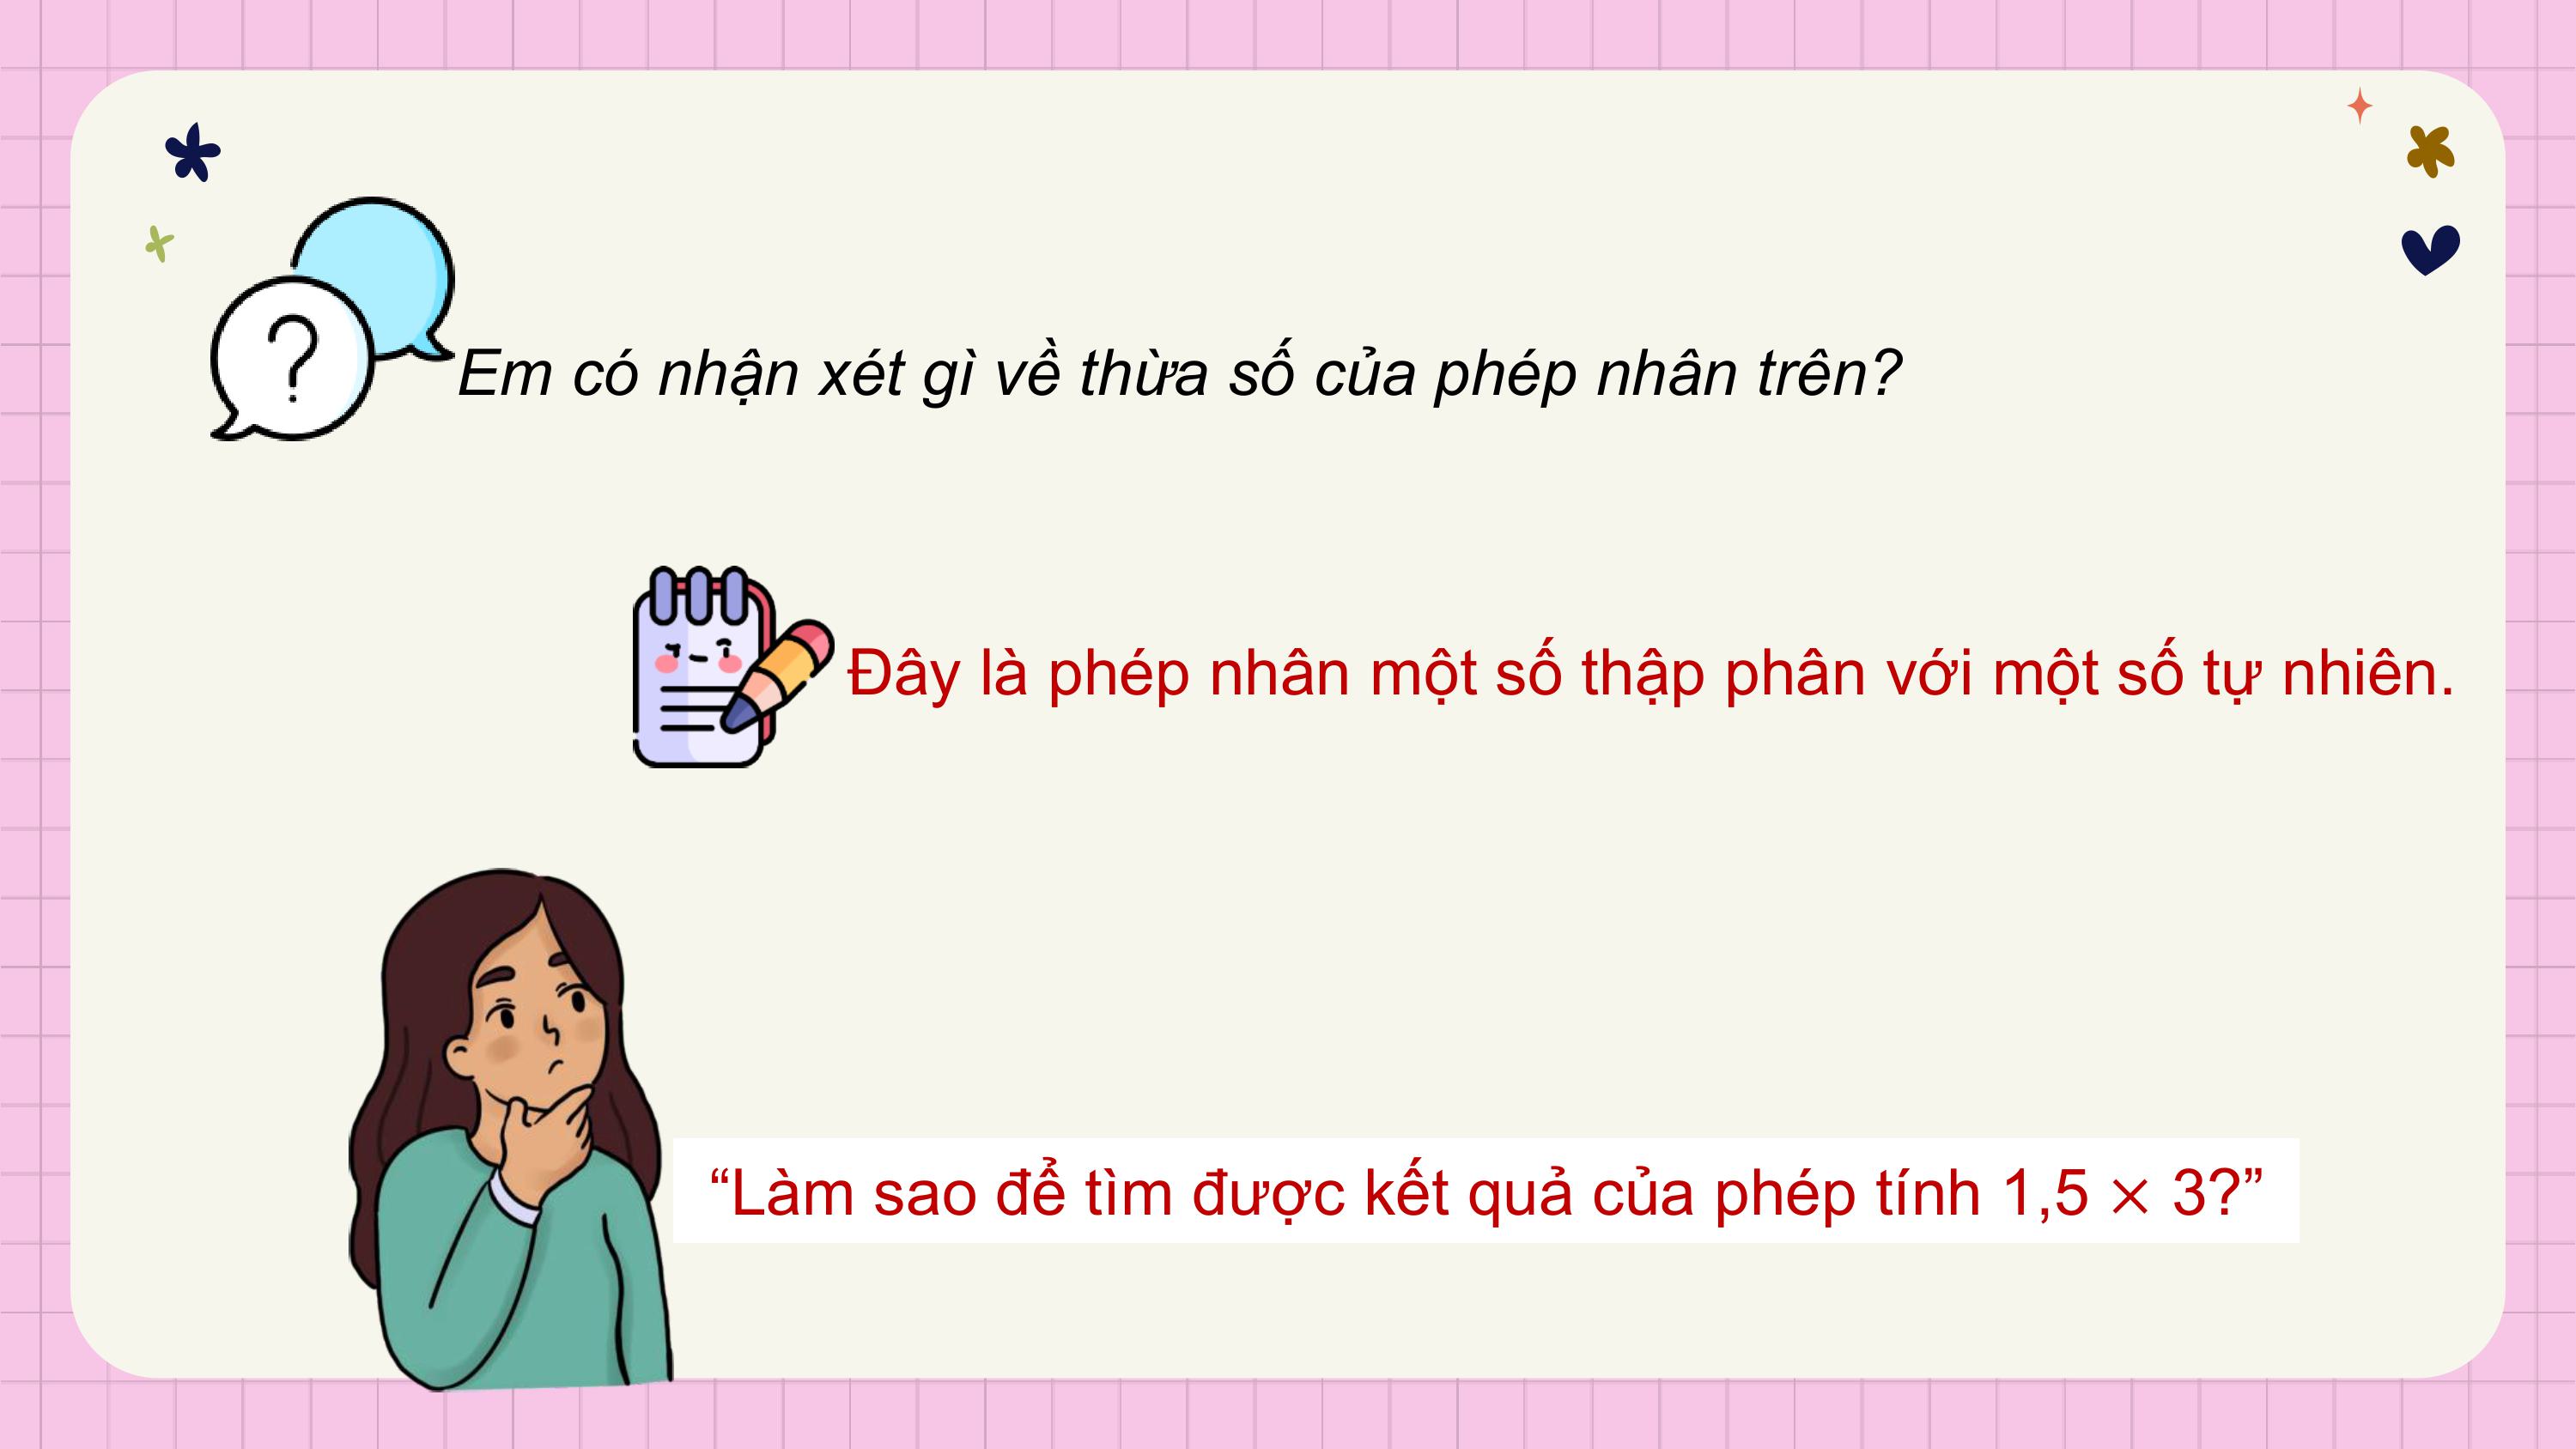 Em có nhận xét gì về thừa số của phép nhân trên?
Đây là phép nhân một số thập phân với một số tự nhiên.
“Làm sao để tìm được kết quả của phép tính 1,5 × 3?”